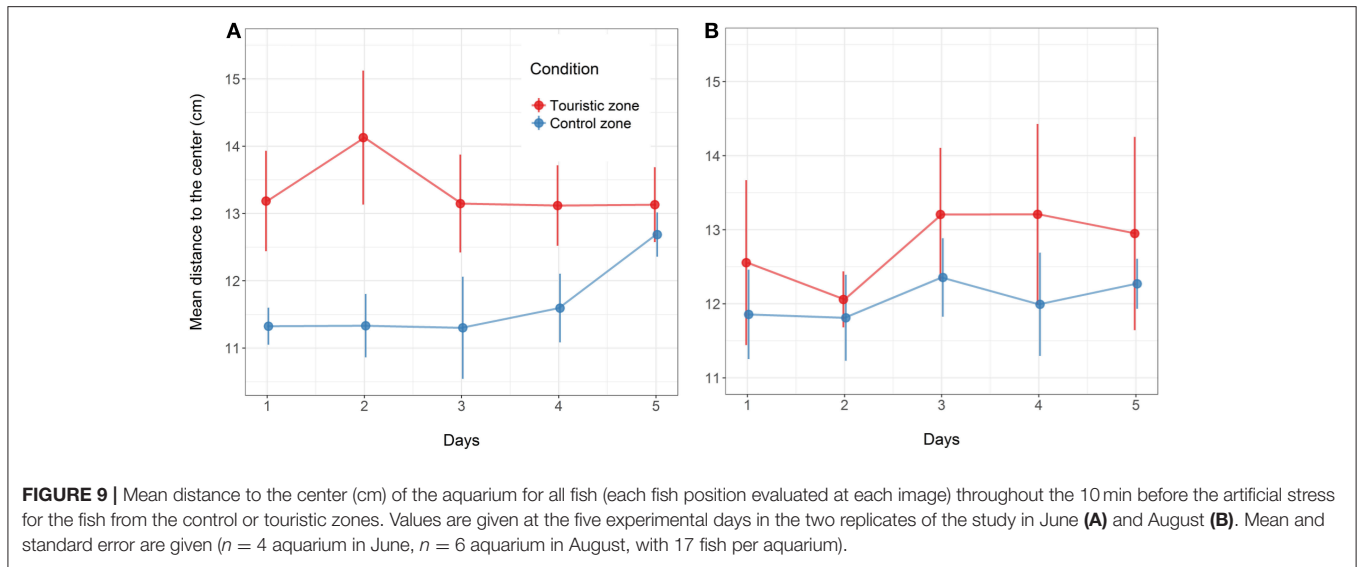 A
B
Condition
Touristic zone
Control zone
Mean distance to the center (cm)
15
14
13
12
11
1 2 3 4 5
Days
15
14
13
12
11
1 2 3 4 5
Days
FIGURE 9 | Mean distance to the center (cm) of the aquarium for all fish (each fish position evaluated at each image) throughout the 10 min before the artificial stress
for the fish from the control or touristic zones. Values are given at the five experimental days in the two replicates of the study in June (A) and August (B). Mean and
standard error are given (n = 4 aquarium in June, n = 6 aquarium in August, with 17 fish per aquarium).